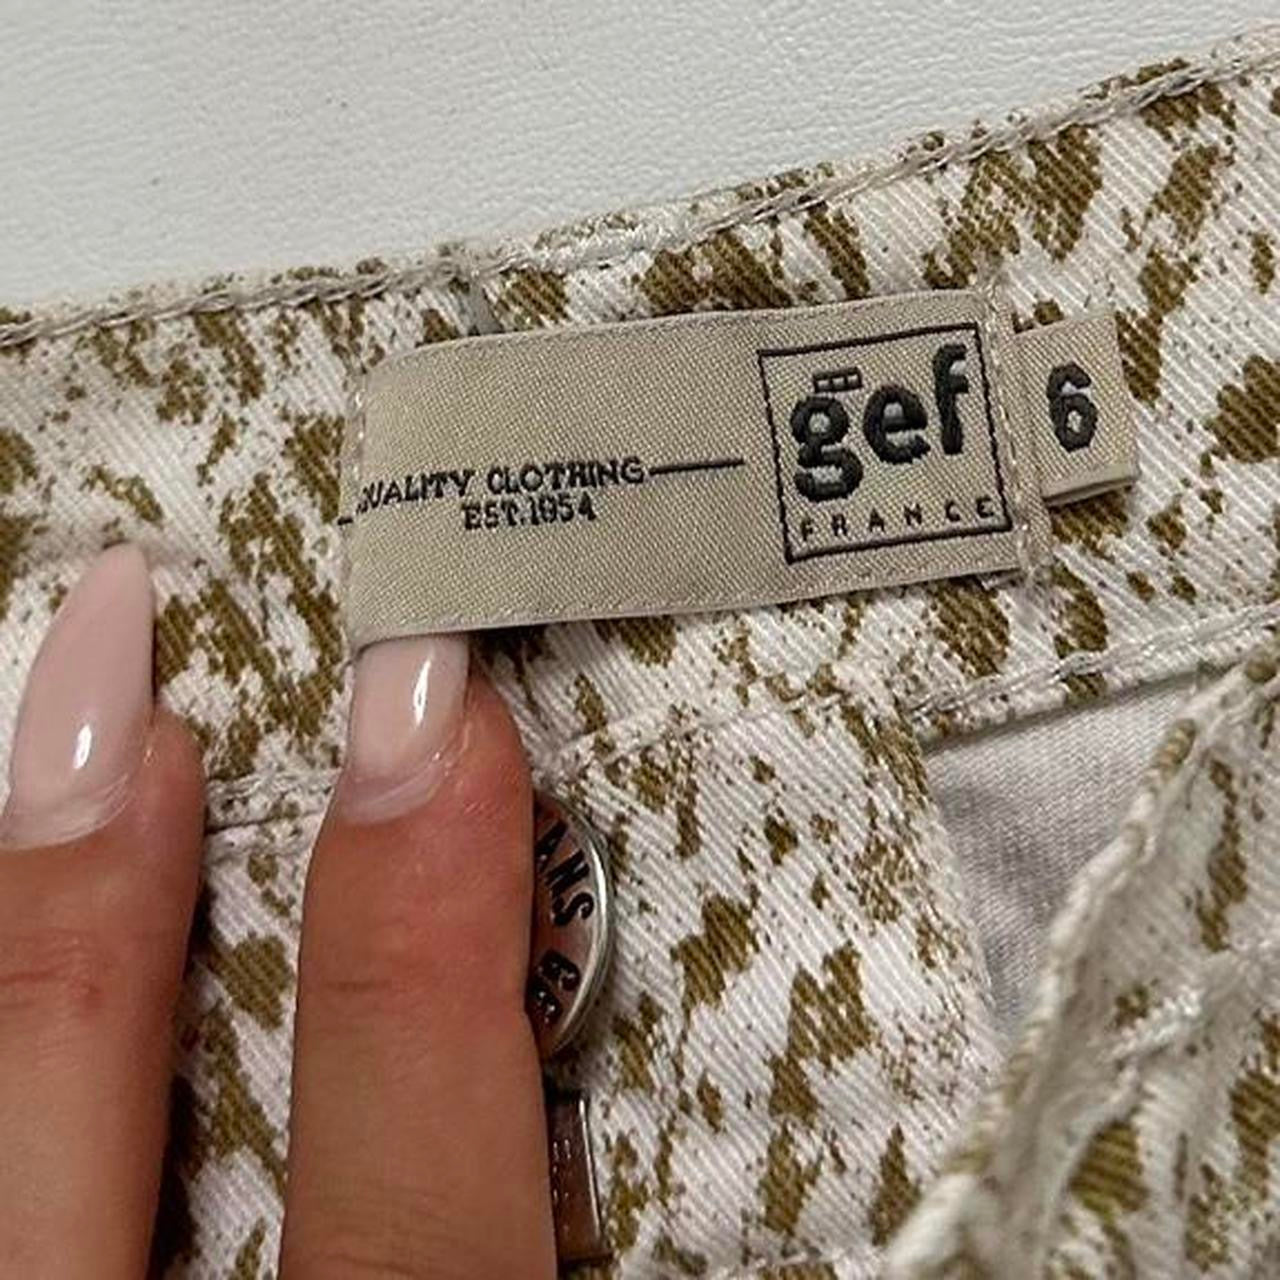 QUALITY CLOTHING
EST.1954
gef
FRANCE
6